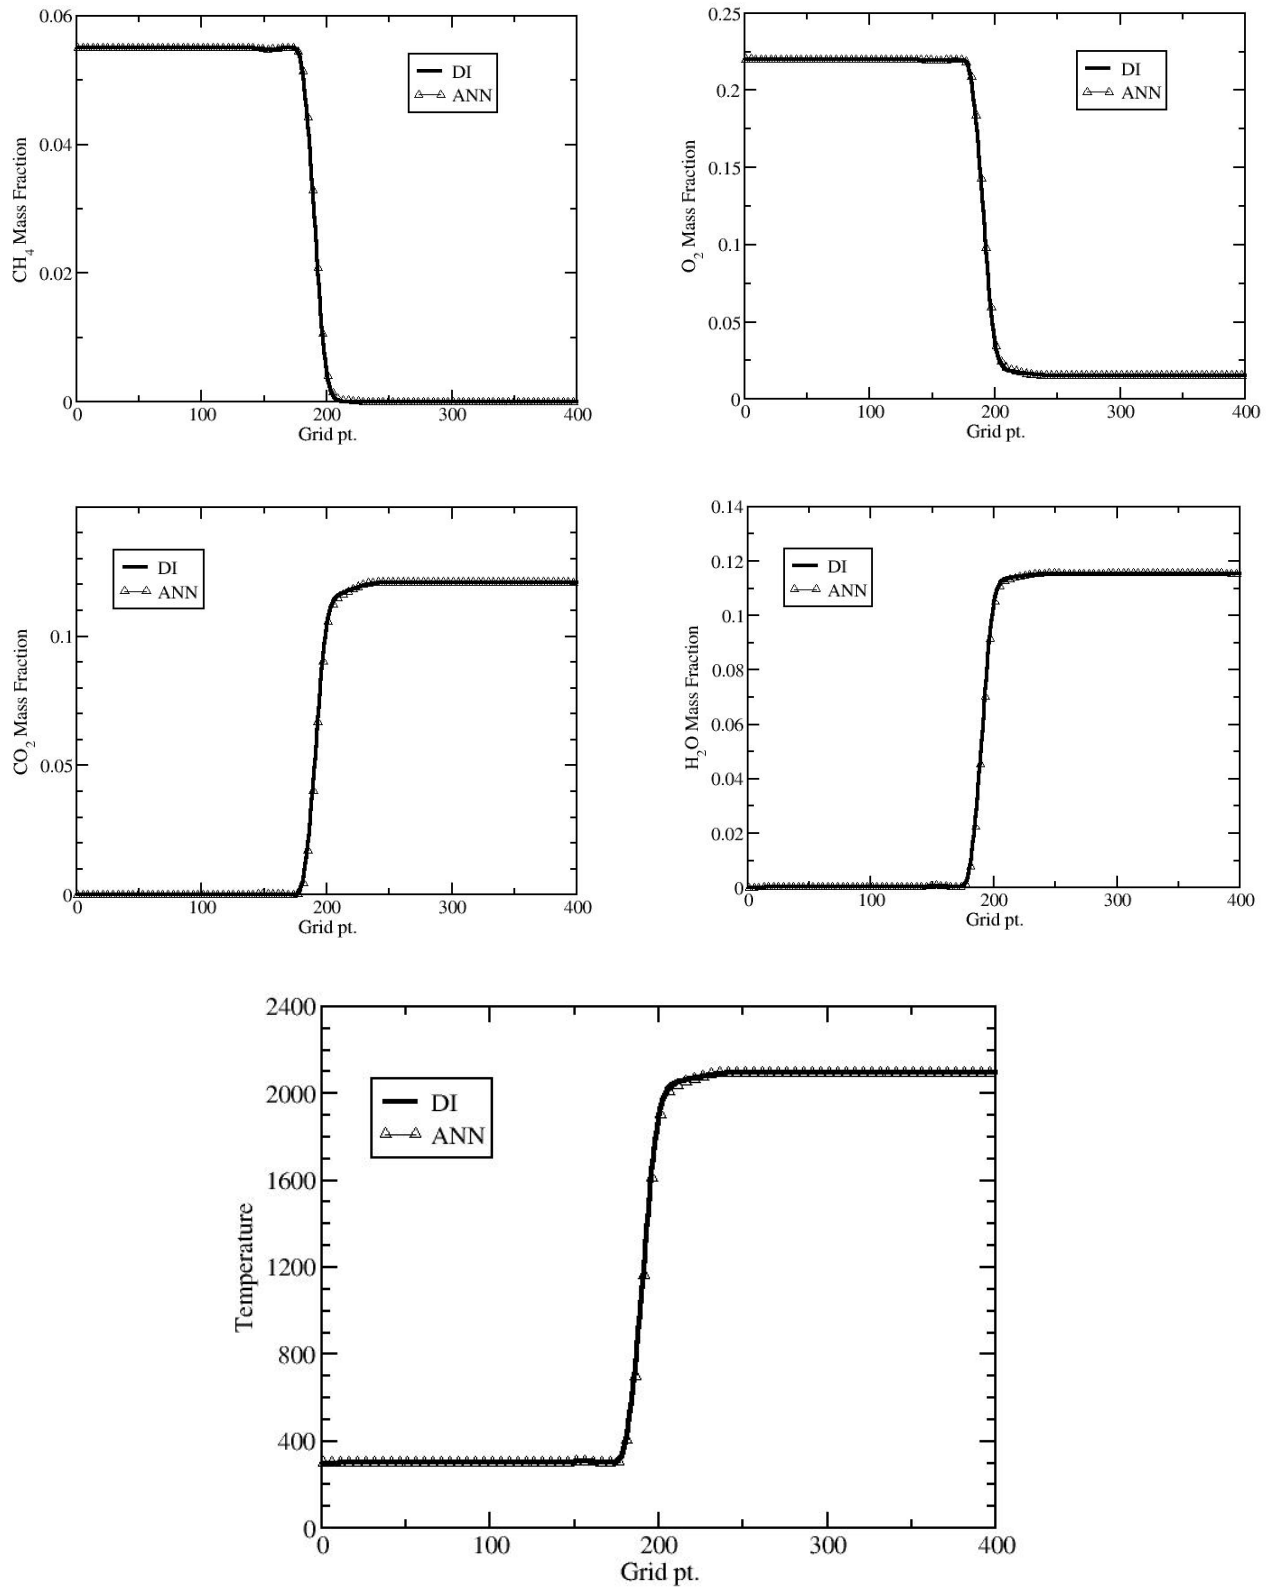 0.06
0.04
0.02
0
CH4 Mass Fraction
DI
ANN
0 100 200 300 400
Grid pt.
0.25
0.2
0.15
0.1
0.05
0
O2 Mass Fraction
DI
ANN
0 100 200 300 400
Grid pt.
0.1
0.05
0
CO2 Mass Fraction
DI
ANN
0 100 200 300 400
Grid pt.
0.14
0.12
0.1
0.08
0.06
0.04
0.02
0
H2O Mass Fraction
DI
ANN
0 100 200 300 400
Grid pt.
2400
2000
1600
1200
800
400
0
Temperature
DI
ANN
0 100 200 300 400
Grid pt.